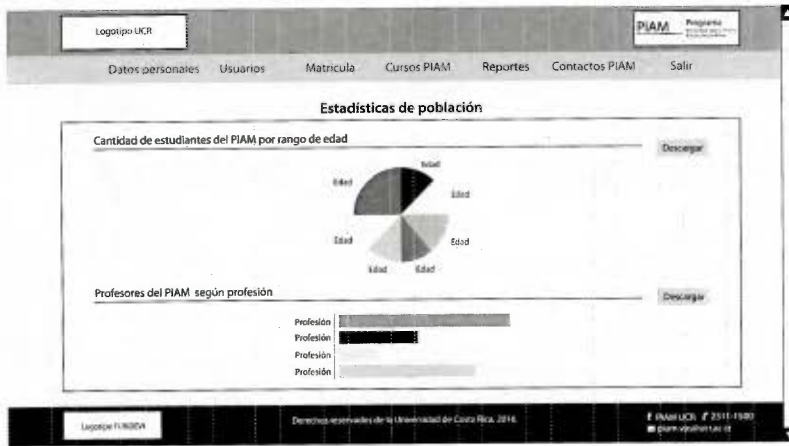 Logotipo UCR
PIAM Programa
Datos personales Usuarios Matricula Cursos PIAM Reportes Contactos PIAM Salir
Estadísticas de población
Cantidad de estudiantes del PIAM por rango de edad
Descargar
Edad
Edad
Edad
Edad
Edad
Edad
Edad
Profesores del PIAM según profesión
Descargar
Profesión
Profesión
Profesión
Profesión
Logotipo FUNDEVI
Derechos reservados de la Universidad de Costa Rica, 2016.
PIAM UCR 2511-1500